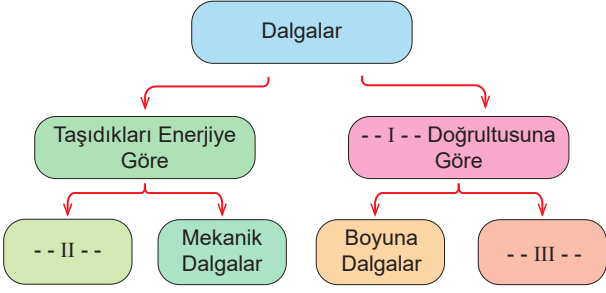 Dalgalar
Taşıdıkları Enerjiye
Göre
- - I - - Doğrultusuna
Göre
- - II - -
Mekanik
Dalgalar
Boyuna
Dalgalar
- - III - -